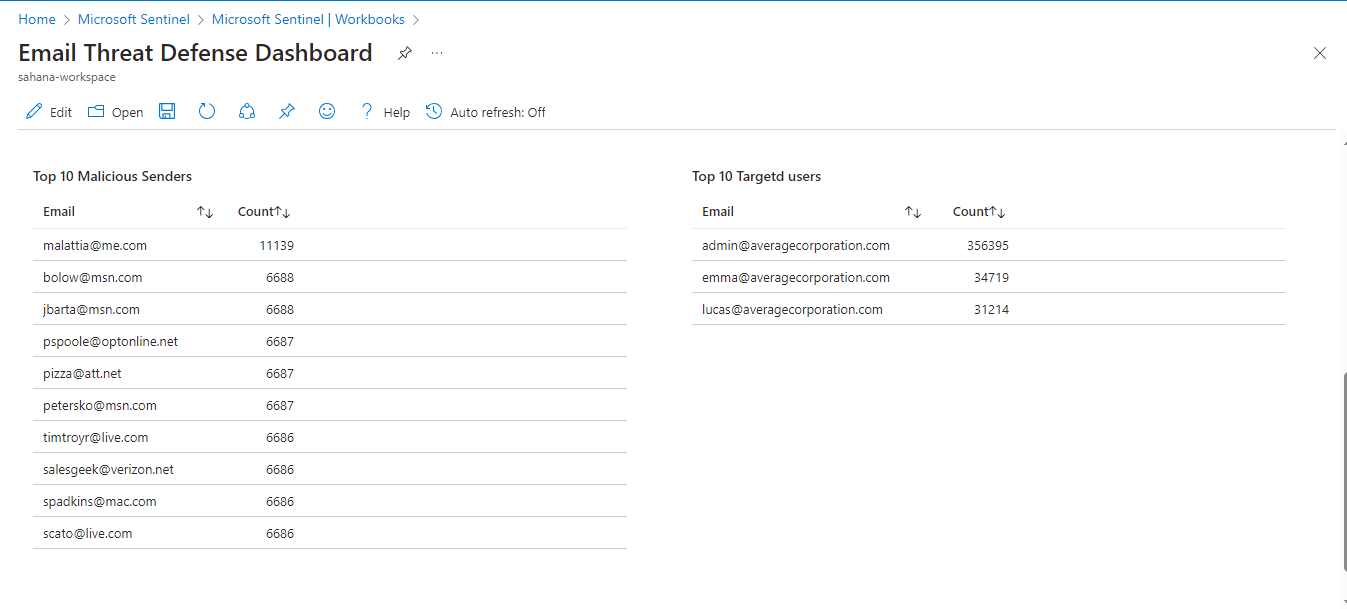 Home > Microsoft Sentinel > Microsoft Sentinel | Workbooks >
Email Threat Defense Dashboard ...
sahana-workspace
Edit Open ? Help Auto refresh: Off
Top 10 Malicious Senders
Email ↑↓ Count↑↓
malattia@me.com 11139
bolow@msn.com 6688
jbarta@msn.com 6688
pspoole@optonline.net 6687
pizza@att.net 6687
petersko@msn.com 6687
timtroyr@live.com 6686
salesgeek@verizon.net 6686
spadkins@mac.com 6686
scato@live.com 6686
Top 10 Targetd users
Email ↑↓ Count↑↓
admin@averagecorporation.com 356395
emma@averagecorporation.com 34719
lucas@averagecorporation.com 31214